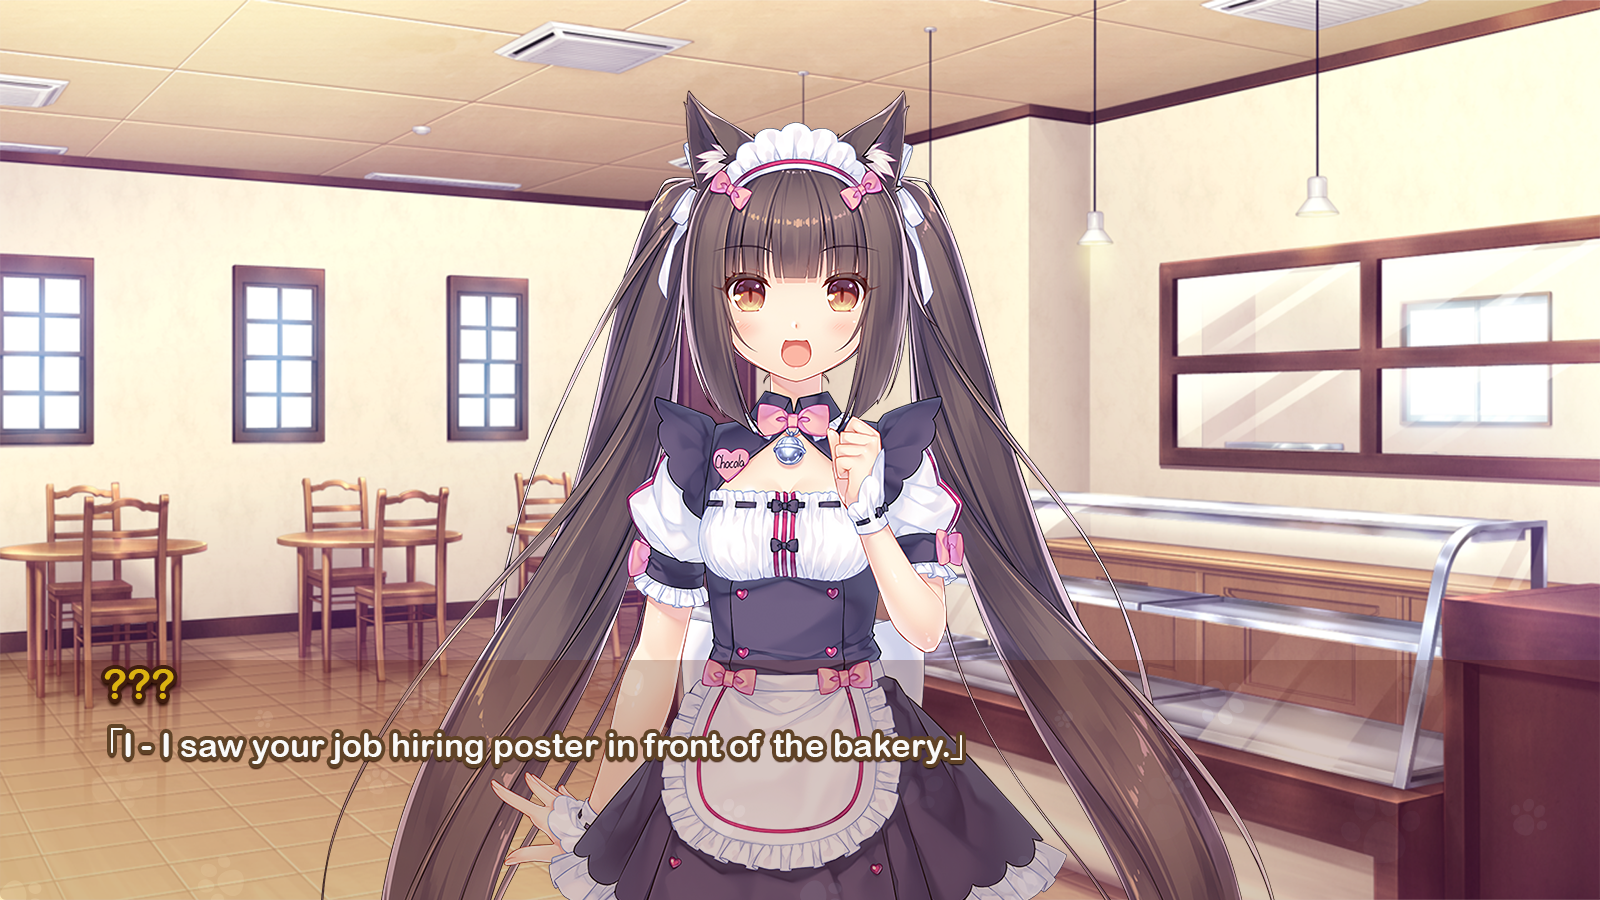 Chocola
???
「I - I saw your job hiring poster in front of the bakery.」